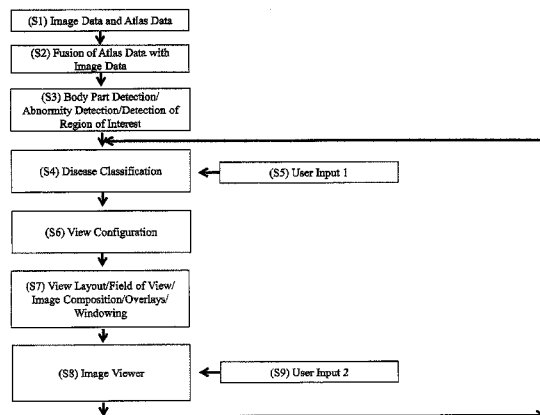 (S1) Image Data and Atlas Data
(S2) Fusion of Atlas Data with
Image Data
(S3) Body Part Detection/
Abnormity Detection/Detection of
Region of Interest
(S4) Disease Classification
(S5) User Input 1
(S6) View Configuration
(S7) View Layout/Field of View/
Image Composition/Overlays/
Windowing
(S8) Image Viewer
(S9) User Input 2